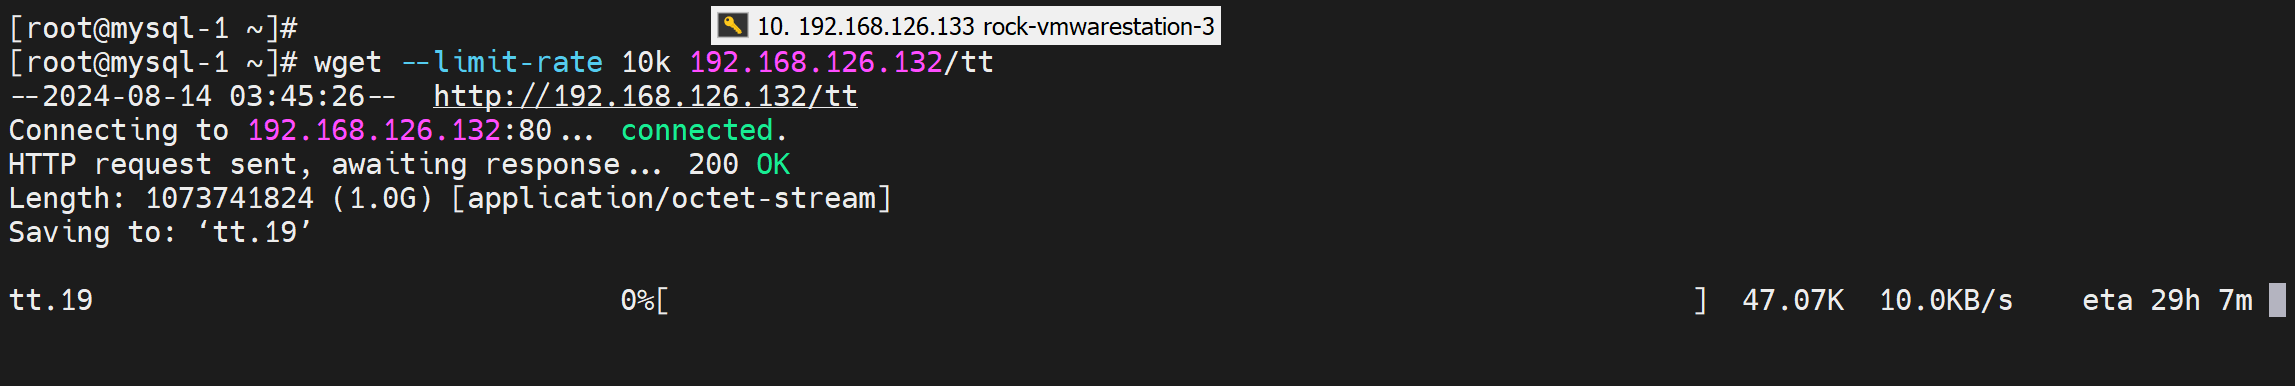 [root@mysql-1 ~]#
10. 192.168.126.133 rock-vmwarestation-3
[root@mysql-1 ~]# wget --limit-rate 10k 192.168.126.132/tt
--2024-08-14 03:45:26--  http://192.168.126.132/tt
Connecting to 192.168.126.132:80... connected.
HTTP request sent, awaiting response... 200 OK
Length: 1073741824 (1.0G) [application/octet-stream]
Saving to: ‘tt.19’
tt.19 0%[ ] 47.07K 10.0KB/s eta 29h 7m